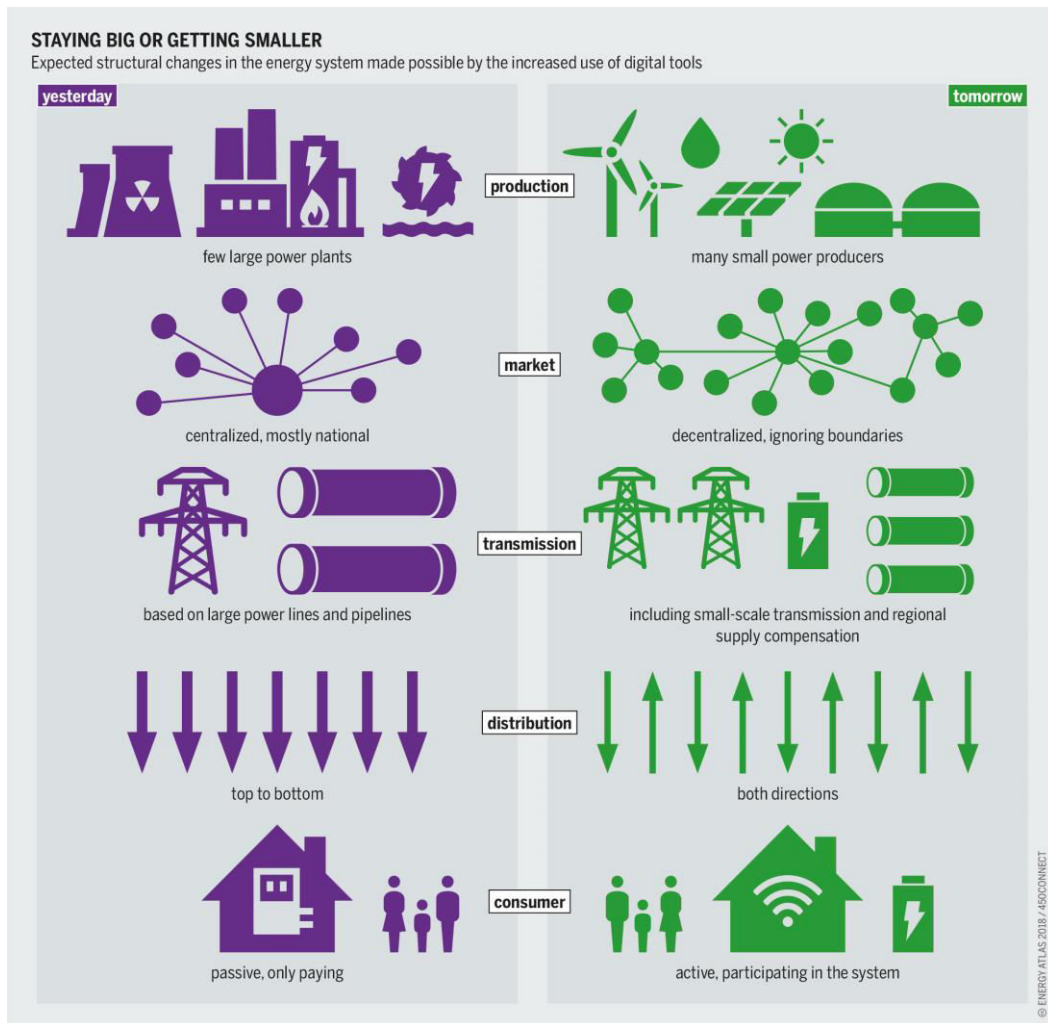 STAYING BIG OR GETTING SMALLER
Expected structural changes in the energy system made possible by the increased use of digital tools
yesterday
tomorrow
production
few large power plants
many small power producers
market
centralized, mostly national
decentralized, ignoring boundaries
transmission
based on large power lines and pipelines
including small-scale transmission and regional
supply compensation
distribution
top to bottom
both directions
consumer
passive, only paying
active, participating in the system
© ENERGY ATLAS 2018 / 450CONNECT